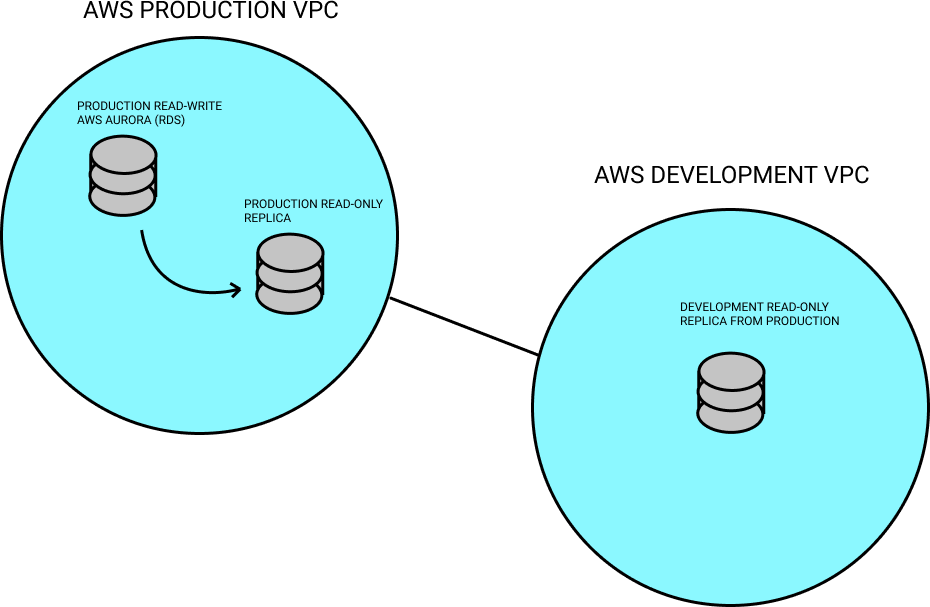 AWS PRODUCTION VPC
PRODUCTION READ-WRITE
AWS AURORA (RDS)
PRODUCTION READ-ONLY
REPLICA
AWS DEVELOPMENT VPC
DEVELOPMENT READ-ONLY
REPLICA FROM PRODUCTION